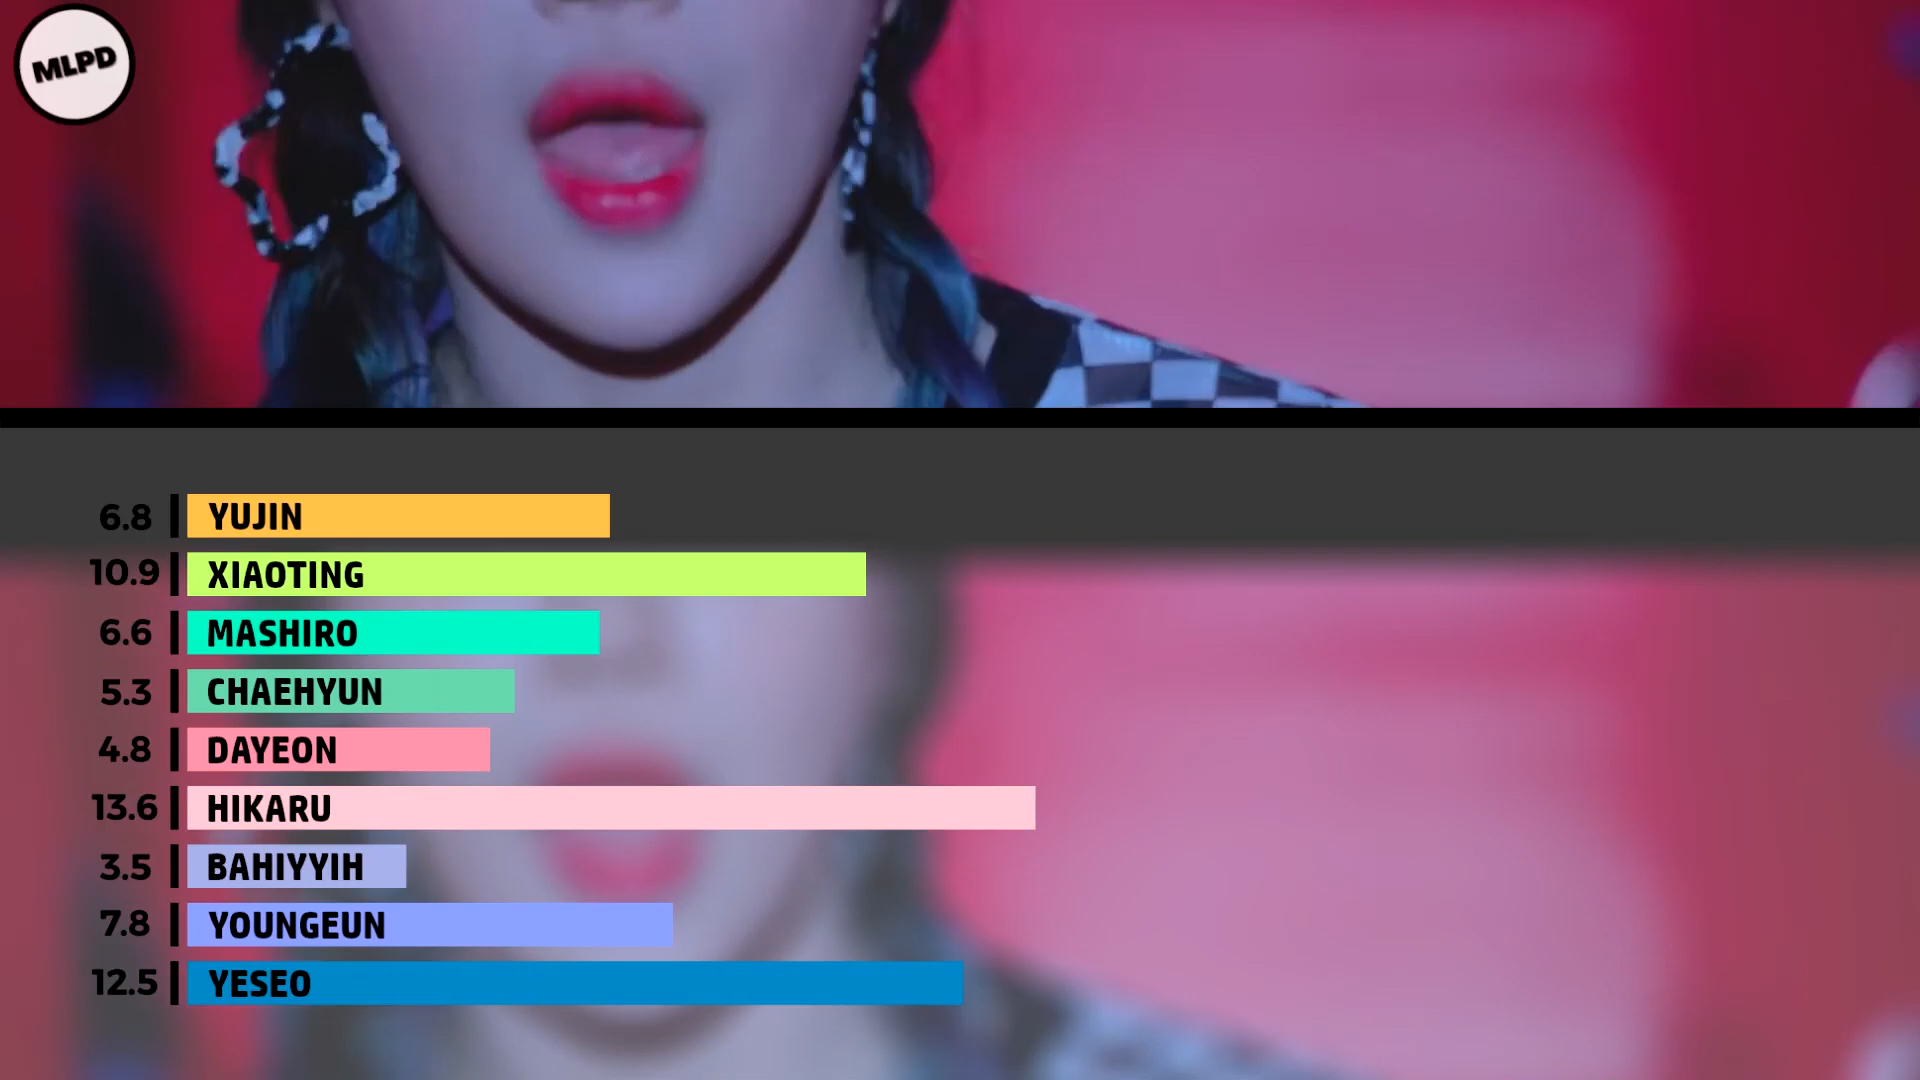 MLPD
6.8 YUJIN
10.9 XIAOTING
6.6 MASHIRO
5.3 CHAEHYUN
4.8 DAYEON
13.6 HIKARU
3.5 BAHIYYIH
7.8 YOUNGEUN
12.5 YESEO